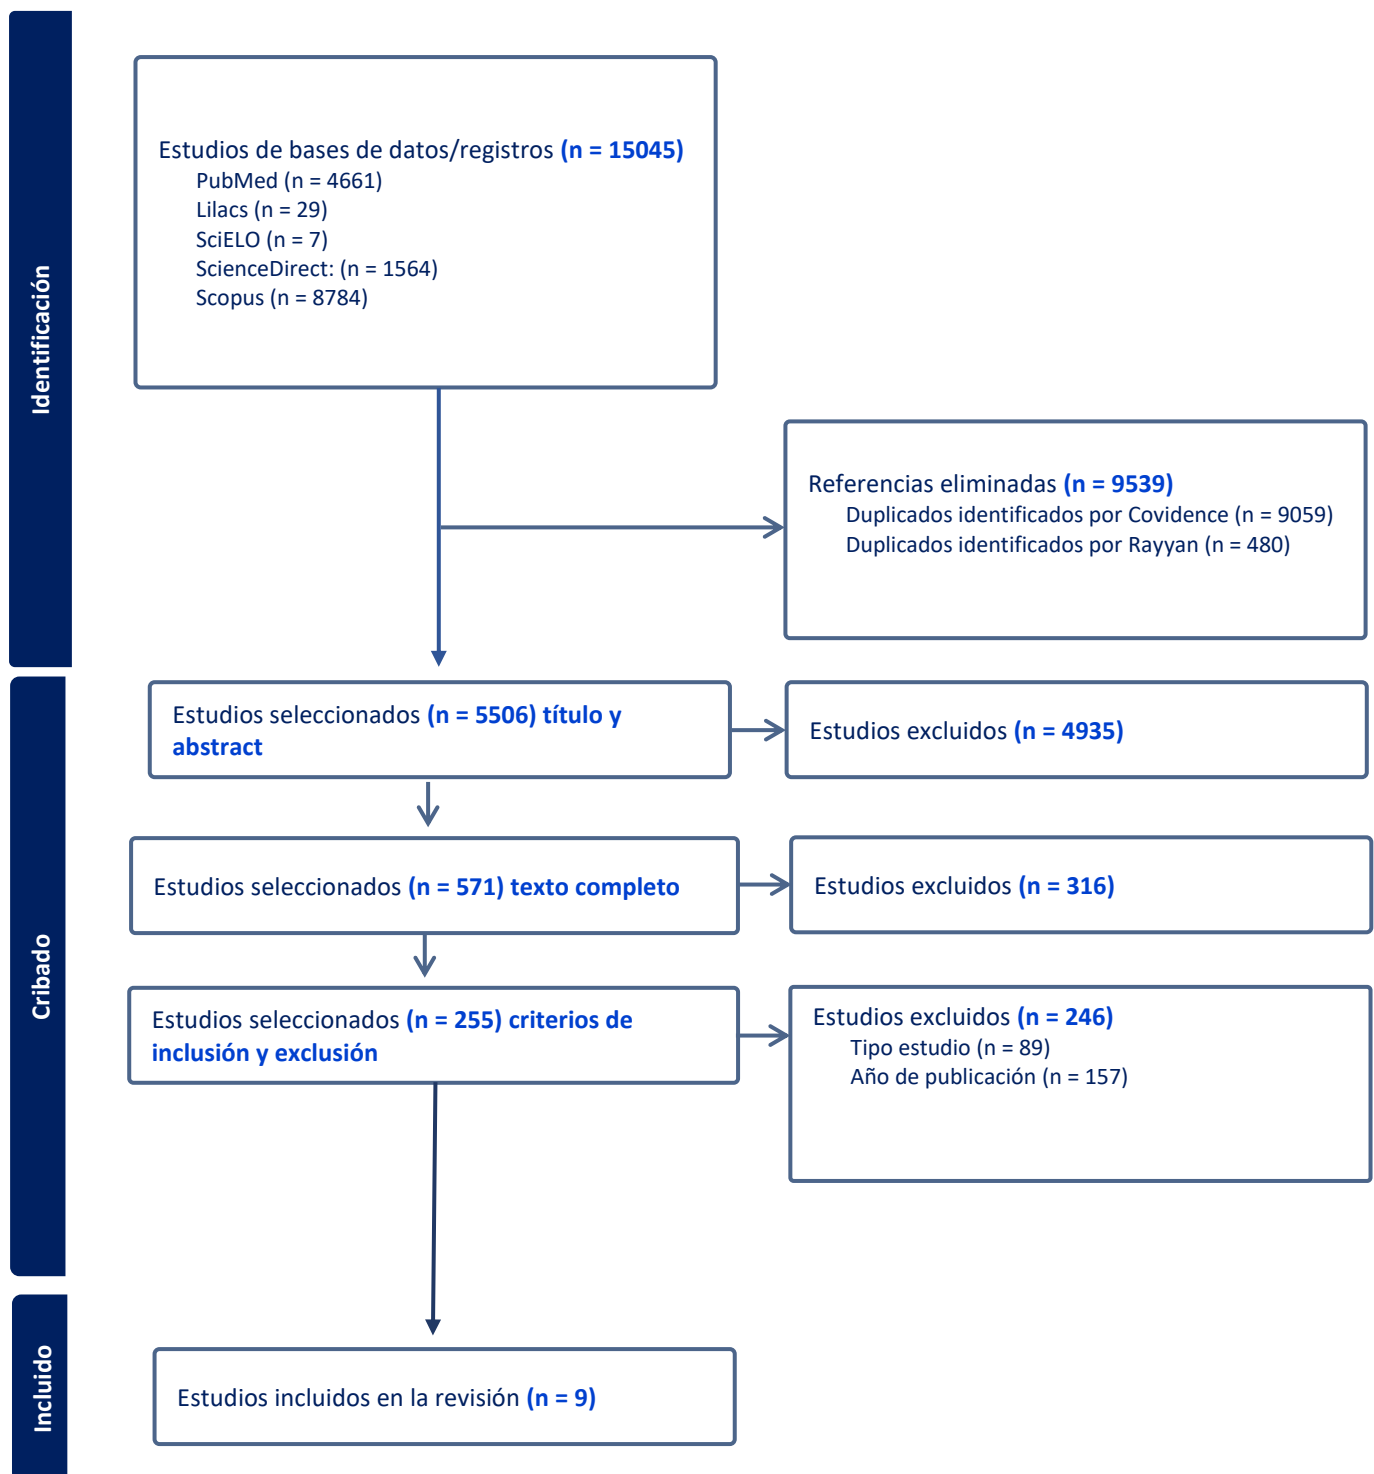 Identificación
Estudios de bases de datos/registros (n = 15045)
PubMed (n = 4661)
Lilacs (n = 29)
SciELO (n = 7)
ScienceDirect: (n = 1564)
Scopus (n = 8784)
Referencias eliminadas (n = 9539)
Duplicados identificados por Covidence (n = 9059)
Duplicados identificados por Rayyan (n = 480)
Cribado
Estudios seleccionados (n = 5506) título y
abstract
Estudios excluidos (n = 4935)
Estudios seleccionados (n = 571) texto completo
Estudios excluidos (n = 316)
Estudios seleccionados (n = 255) criterios de
inclusión y exclusión
Estudios excluidos (n = 246)
Tipo estudio (n = 89)
Año de publicación (n = 157)
Incluido
Estudios incluidos en la revisión (n = 9)